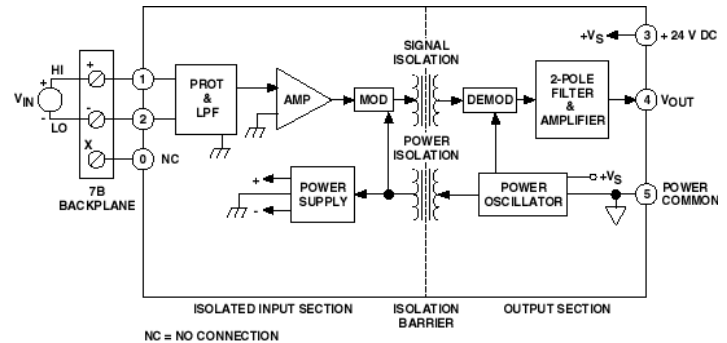 +VS
3
+ 24 V DC
SIGNAL
ISOLATION
HI
+
1
PROT
&
LPF
AMP
MOD
DEMOD
2-POLE
FILTER
&
AMPLIFIER
4
VOUT
+
VIN
-
LO
-
2
X
0
NC
POWER
ISOLATION
7B
BACKPLANE
+
-
POWER
SUPPLY
POWER
OSCILLATOR
+VS
5
POWER
COMMON
ISOLATED INPUT SECTION
ISOLATION
BARRIER
OUTPUT SECTION
NC = NO CONNECTION